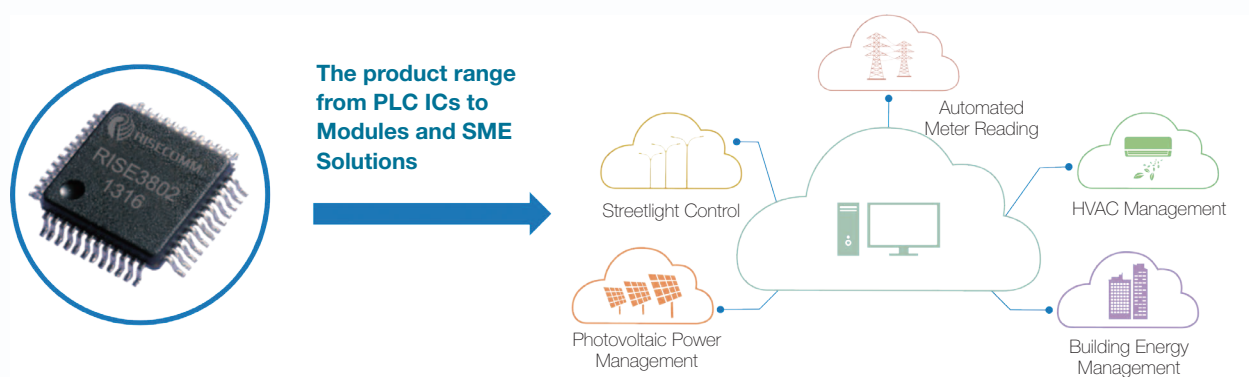 RISECOMM
RISE3802
1316
The product range
from PLC ICs to
Modules and SME
Solutions
Automated
Meter Reading
Streetlight Control
HVAC Management
Photovoltaic Power
Management
Building Energy
Management